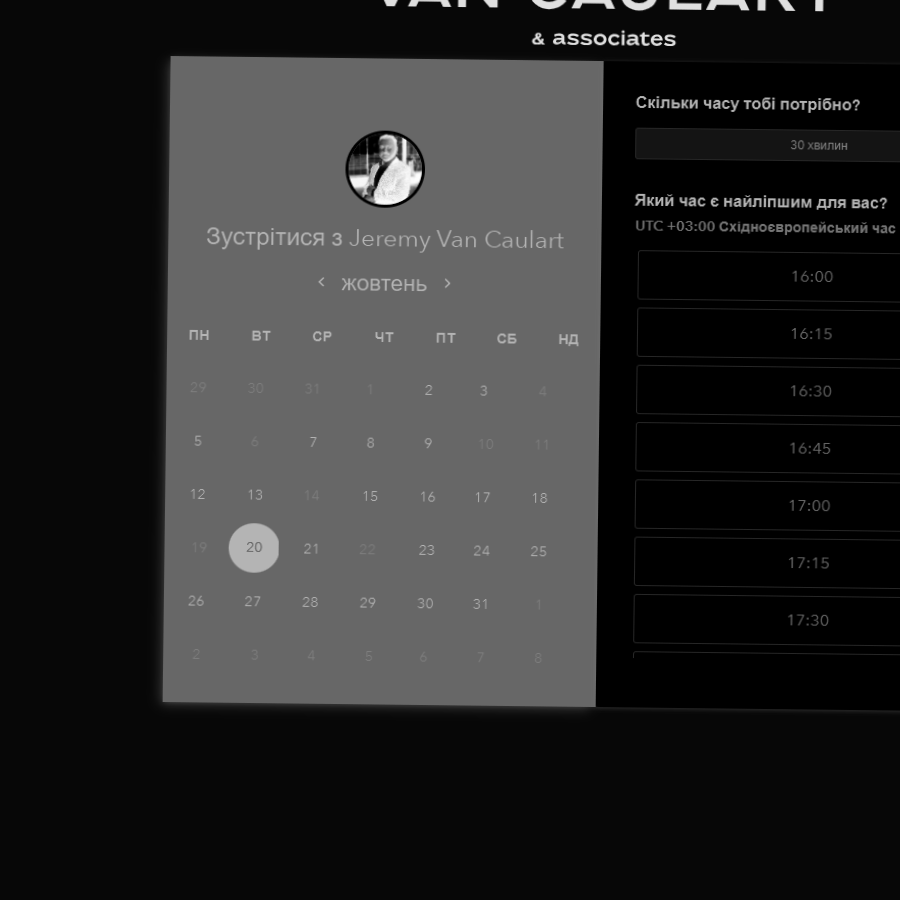 VAN CAULART
& associates
Зустрітися з Jeremy Van Caulart
жовтень
ПН ВТ СР ЧТ ПТ СБ НД
29 30 31 1 2 3 4
5 6 7 8 9 10 11
12 13 14 15 16 17 18
19 20 21 22 23 24 25
26 27 28 29 30 31 1
2 3 4 5 6 7 8
Скільки часу тобі потрібно?
30 хвилин
Який час є найліпшим для вас?
UTC +03:00 Східноєвропейський час
16:00
16:15
16:30
16:45
17:00
17:15
17:30